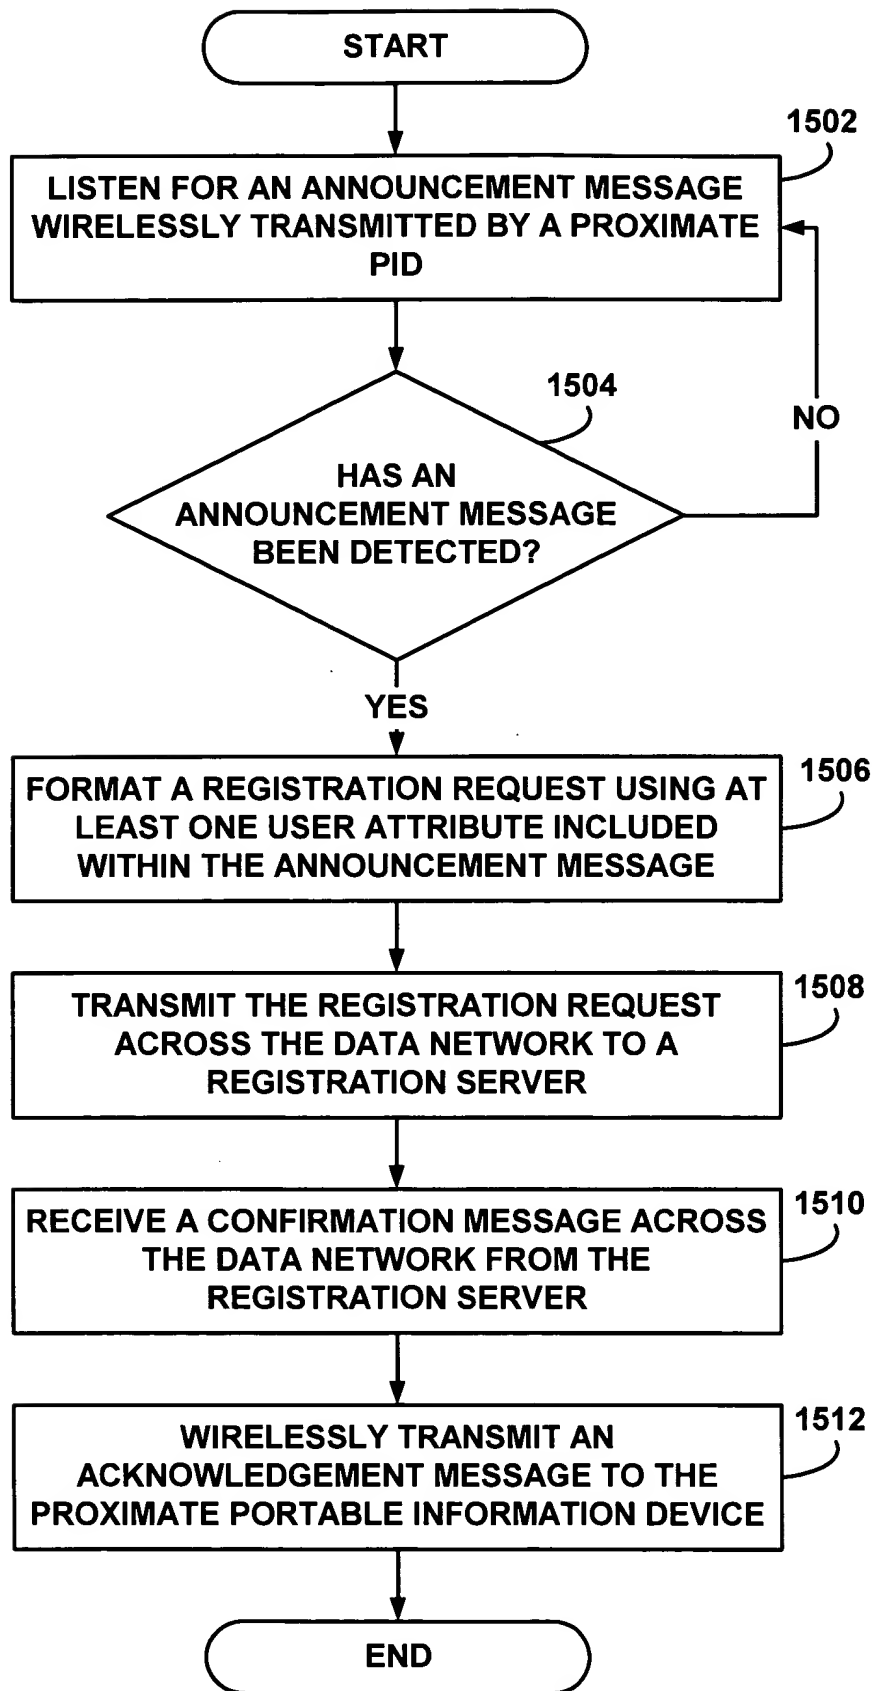 START
1502
LISTEN FOR AN ANNOUNCEMENT MESSAGE
WIRELESSLY TRANSMITTED BY A PROXIMATE
PID
1504
NO
HAS AN
ANNOUNCEMENT MESSAGE
BEEN DETECTED?
YES
1506
FORMAT A REGISTRATION REQUEST USING AT
LEAST ONE USER ATTRIBUTE INCLUDED
WITHIN THE ANNOUNCEMENT MESSAGE
1508
TRANSMIT THE REGISTRATION REQUEST
ACROSS THE DATA NETWORK TO A
REGISTRATION SERVER
1510
RECEIVE A CONFIRMATION MESSAGE ACROSS
THE DATA NETWORK FROM THE
REGISTRATION SERVER
1512
WIRELESSLY TRANSMIT AN
ACKNOWLEDGEMENT MESSAGE TO THE
PROXIMATE PORTABLE INFORMATION DEVICE
END